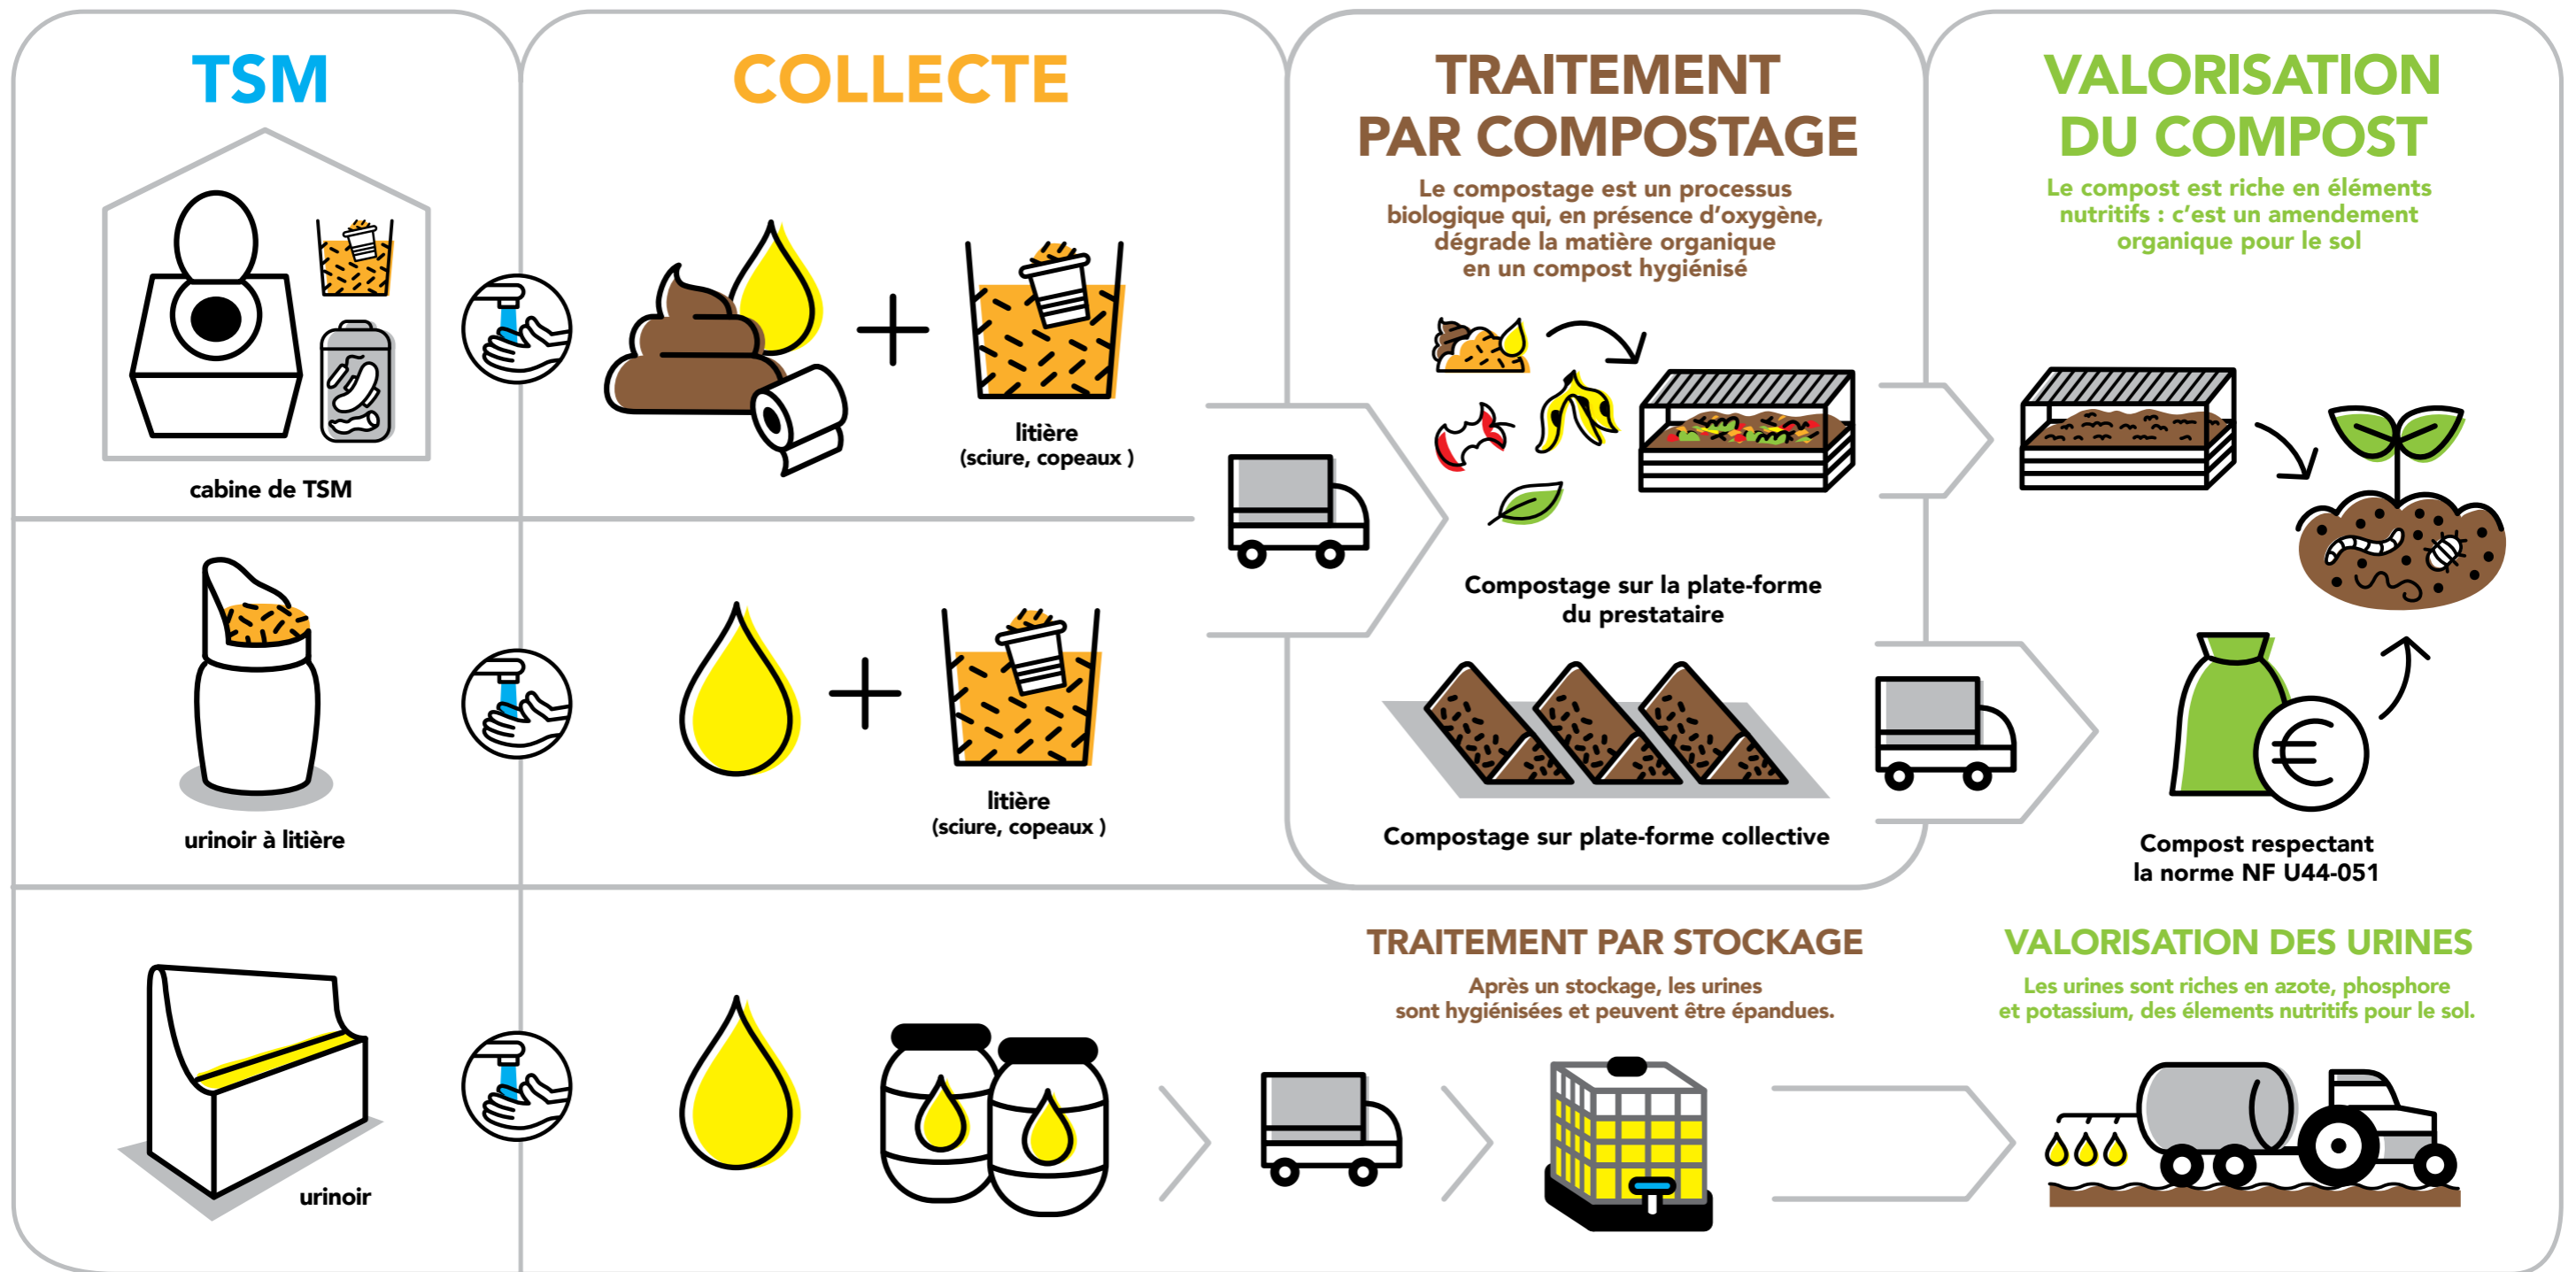 TSM
COLLECTE
TRAITEMENT
PAR COMPOSTAGE
Le compostage est un processus
biologique qui, en présence d’oxygène,
dégrade la matière organique
en un compost hygiénisé
VALORISATION
DU COMPOST
Le compost est riche en éléments
nutritifs : c’est un amendement
organique pour le sol
cabine de TSM
litière
(sciure, copeaux )
Compostage sur la plate-forme
du prestataire
urinoir à litière
litière
(sciure, copeaux )
Compostage sur plate-forme collective
€
Compost respectant
la norme NF U44-051
TRAITEMENT PAR STOCKAGE
Après un stockage, les urines
sont hygiénisées et peuvent être épandues.
VALORISATION DES URINES
Les urines sont riches en azote, phosphore
et potassium, des élements nutritifs pour le sol.
urinoir